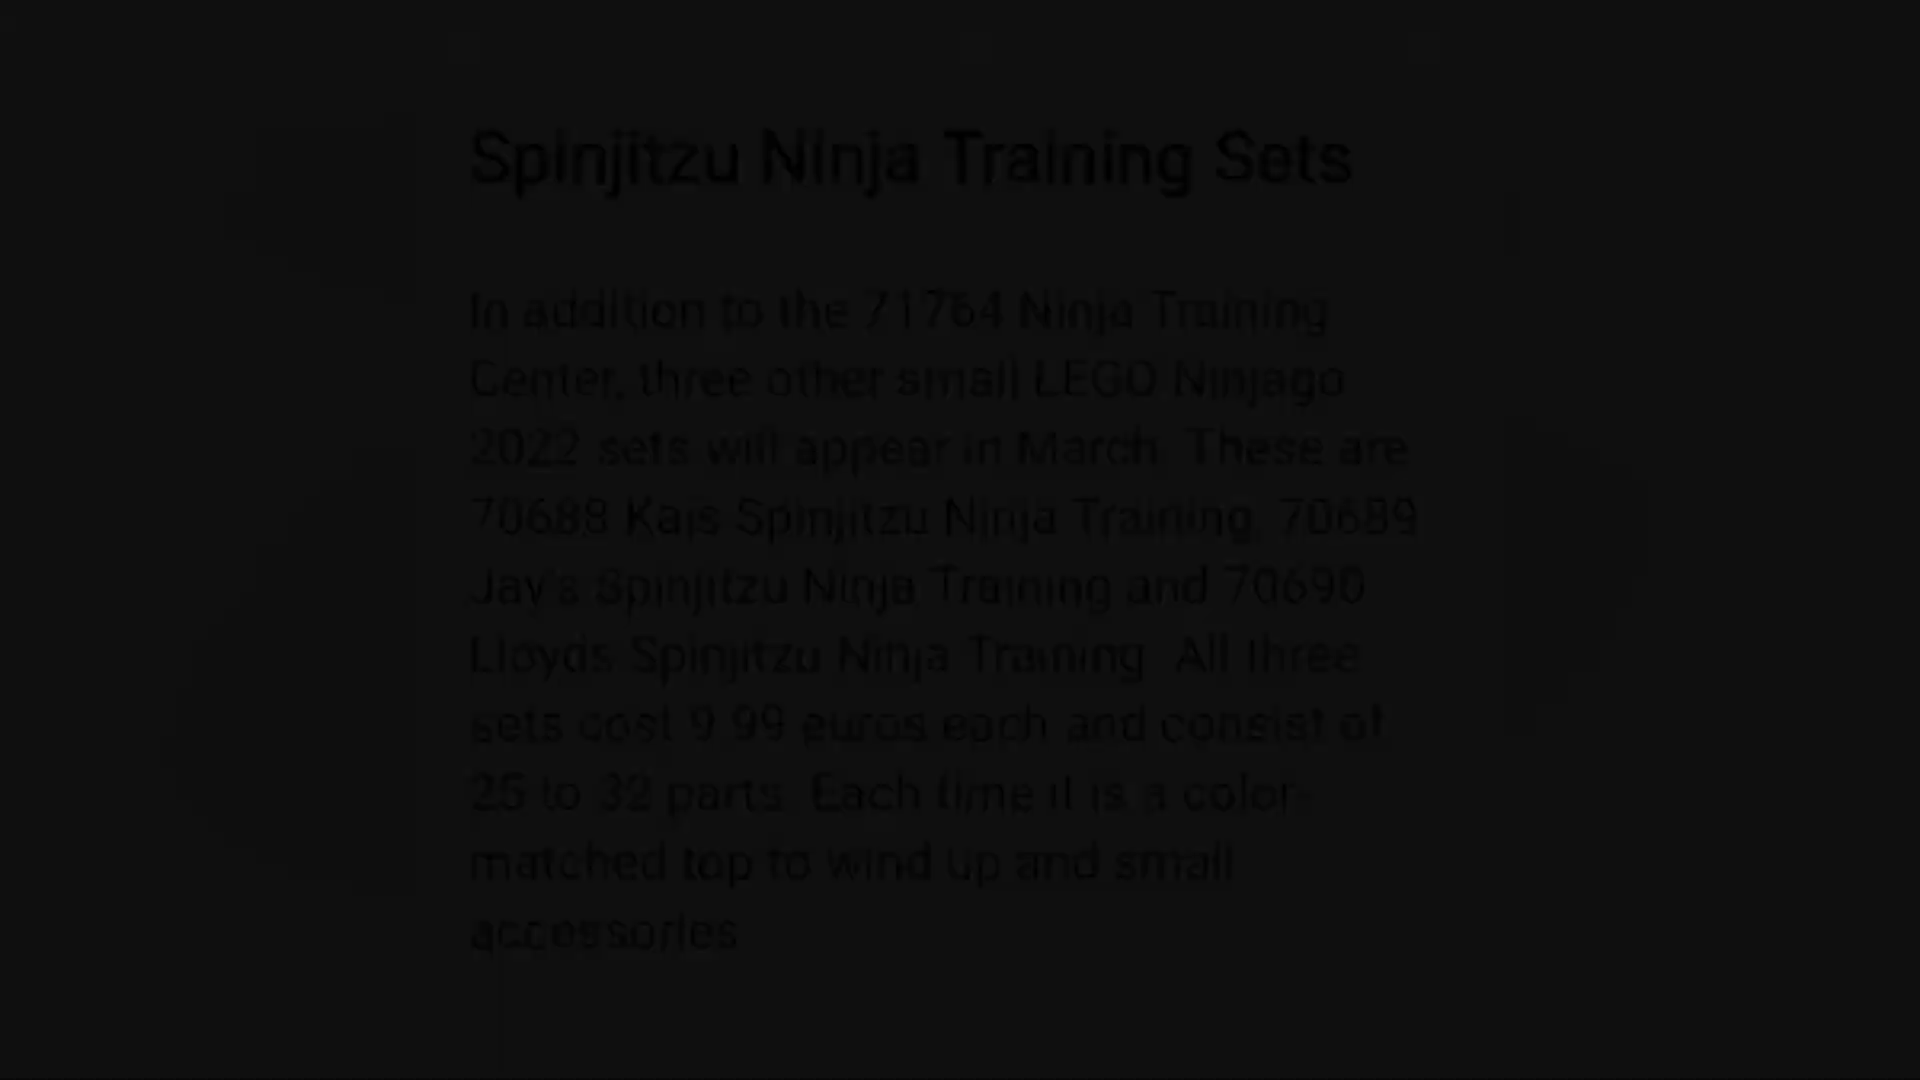 Spinjitzu Ninja Training Sets
In addition to the 71764 Ninja Training
Center, three other small LEGO Ninjago
2022 sets will appear in March. These are
70688 Kais Spinjitzu Ninja Training, 70689
Jay's Spinjitzu Ninja Training and 70690
Lloyds Spinjitzu Ninja Training. All three
sets cost 9.99 euros each and consist of
25 to 32 parts. Each time it is a color-
matched top to wind up and small
accessories